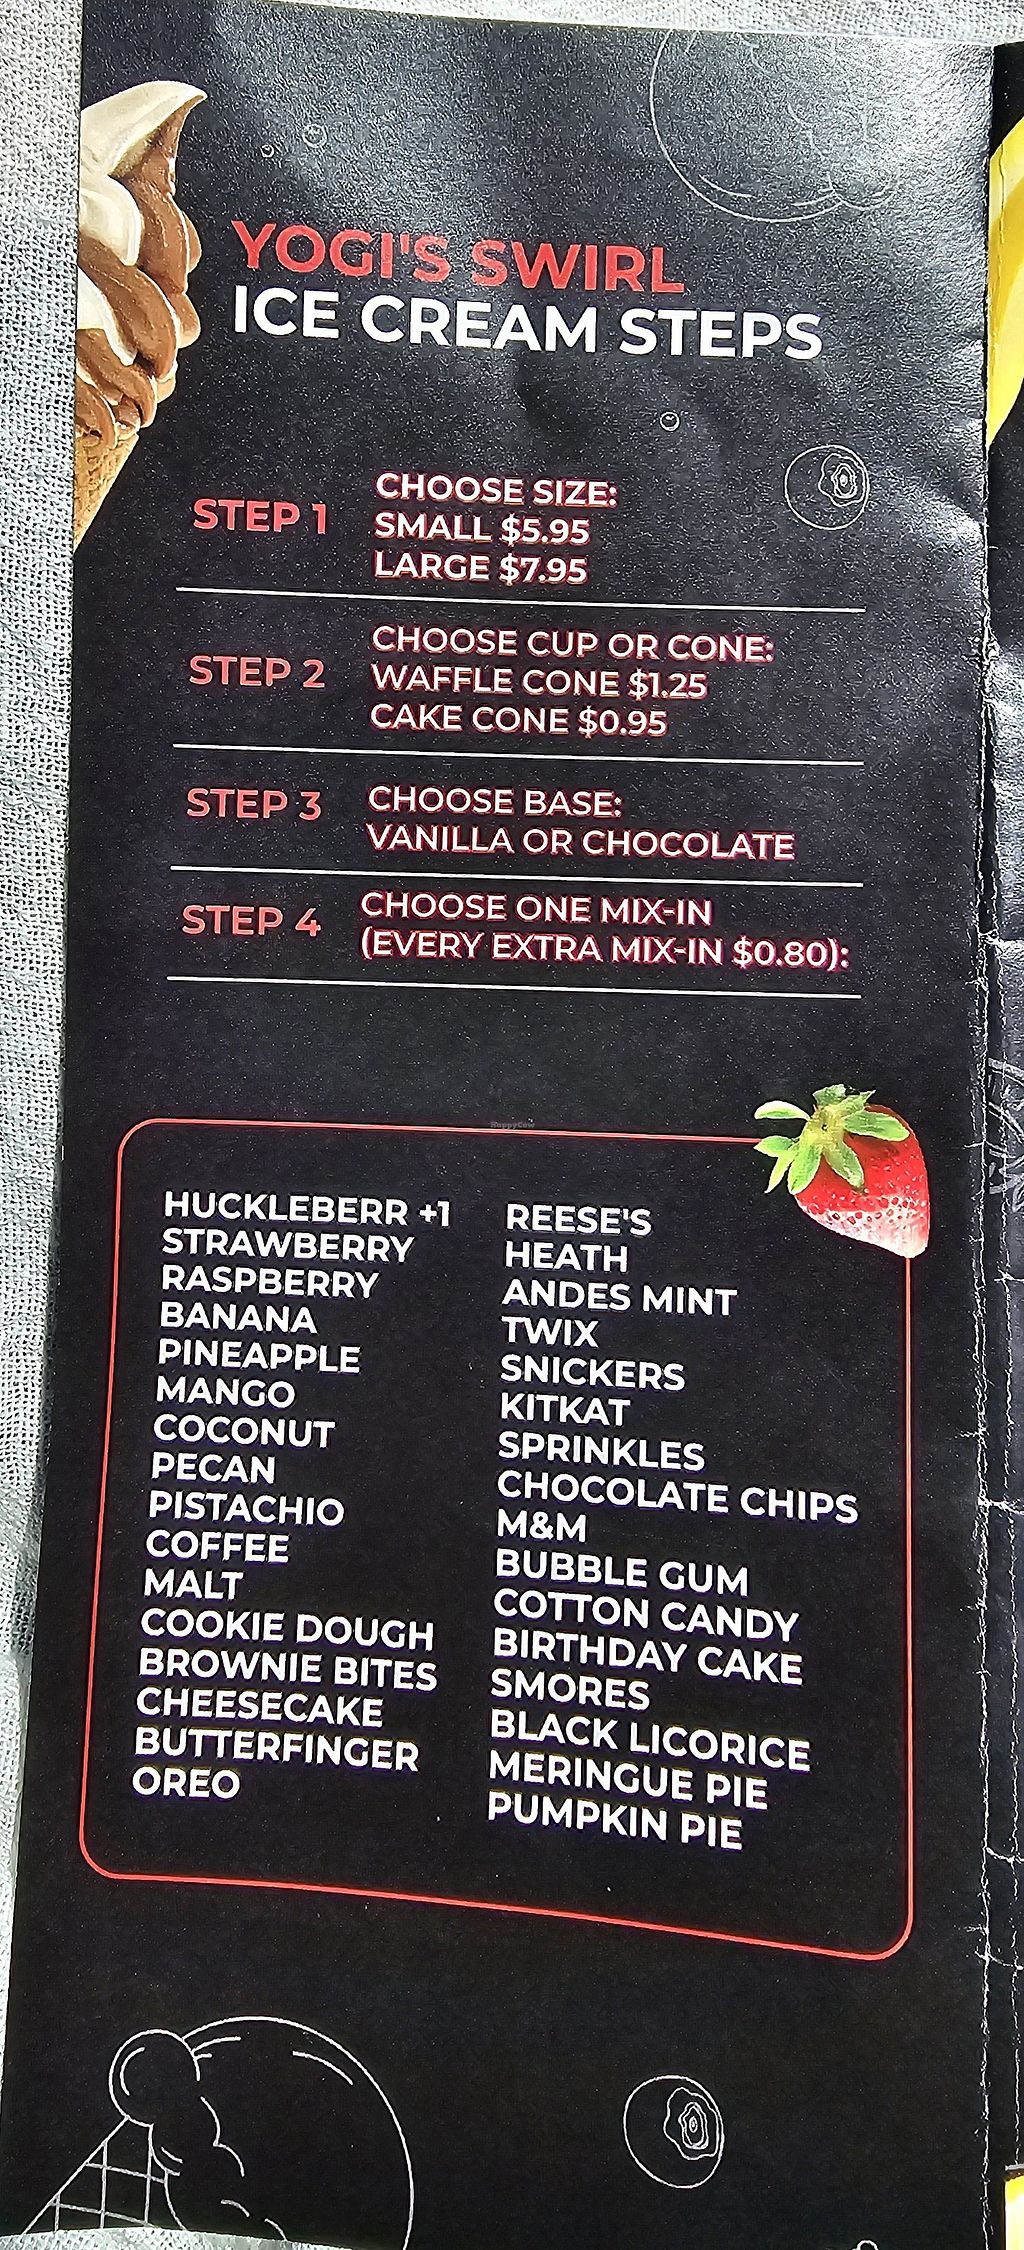 YOGI'S SWIRL
ICE CREAM STEPS
STEP 1
CHOOSE SIZE:
SMALL $5.95
LARGE $7.95
STEP 2
CHOOSE CUP OR CONE:
WAFFLE CONE $1.25
CAKE CONE $0.95
STEP 3
CHOOSE BASE:
VANILLA OR CHOCOLATE
STEP 4
CHOOSE ONE MIX-IN
(EVERY EXTRA MIX-IN $0.80):
HappyCow
HUCKLEBERR +1
STRAWBERRY
RASPBERRY
BANANA
PINEAPPLE
MANGO
COCONUT
PECAN
PISTACHIO
COFFEE
MALT
COOKIE DOUGH
BROWNIE BITES
CHEESECAKE
BUTTERFINGER
OREO
REESE'S
HEATH
ANDES MINT
TWIX
SNICKERS
KITKAT
SPRINKLES
CHOCOLATE CHIPS
M&M
BUBBLE GUM
COTTON CANDY
BIRTHDAY CAKE
SMORES
BLACK LICORICE
MERINGUE PIE
PUMPKIN PIE